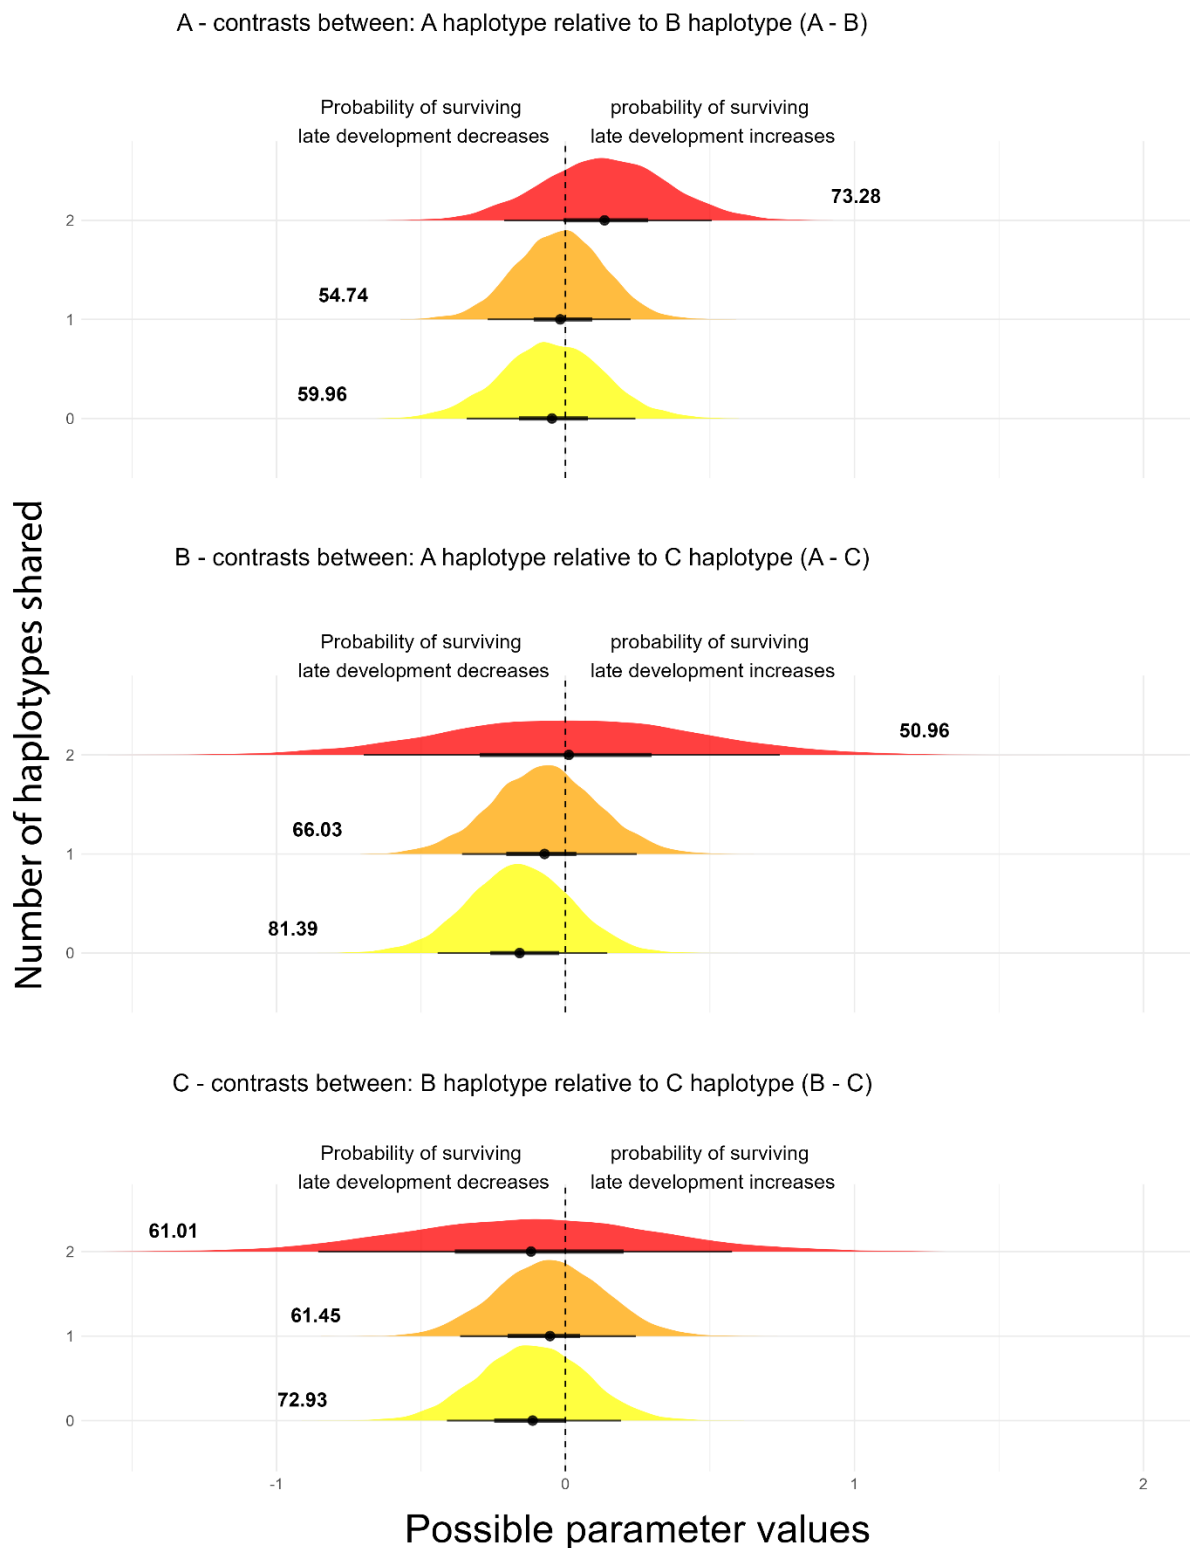 A - contrasts between: A haplotype relative to B haplotype (A - B)
Probability of surviving
late development decreases
probability of surviving
late development increases
73.28
2
54.74
1
59.96
0
Number of haplotypes shared
B - contrasts between: A haplotype relative to C haplotype (A - C)
Probability of surviving
late development decreases
probability of surviving
late development increases
50.96
2
66.03
1
81.39
0
C - contrasts between: B haplotype relative to C haplotype (B - C)
Probability of surviving
late development decreases
probability of surviving
late development increases
61.01
2
61.45
1
72.93
0
-1 0 1 2
Possible parameter values